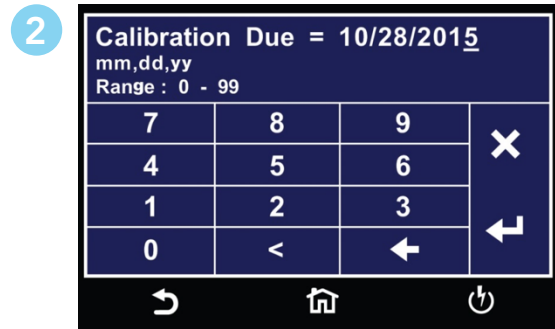 2
Calibration Due = 10/28/2015
mm,dd,yy
Range : 0 - 99
7 8 9
4 5 6
1 2 3
0 <